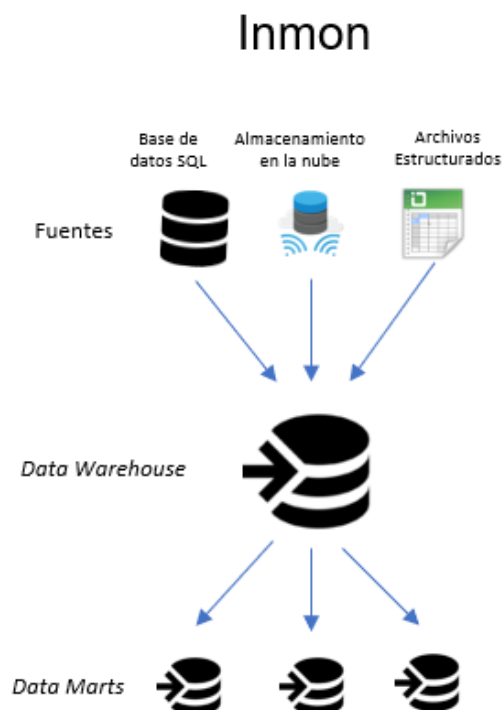 Inmon
Base de
datos SQL
Almacenamiento
en la nube
Archivos
Estructurados
Fuentes
Data Warehouse
Data Marts